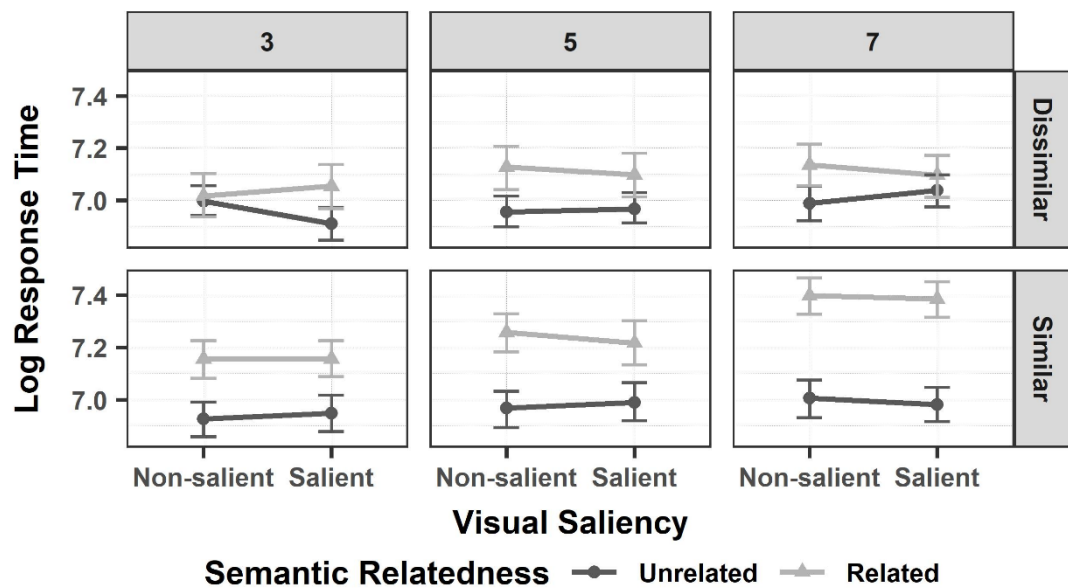 3 5 7
7.4
7.2
7.0
Dissimilar
7.4
7.2
7.0
Similar
Log Response Time
Non-salient Salient Non-salient Salient Non-salient Salient
Visual Saliency
Semantic Relatedness Unrelated Related